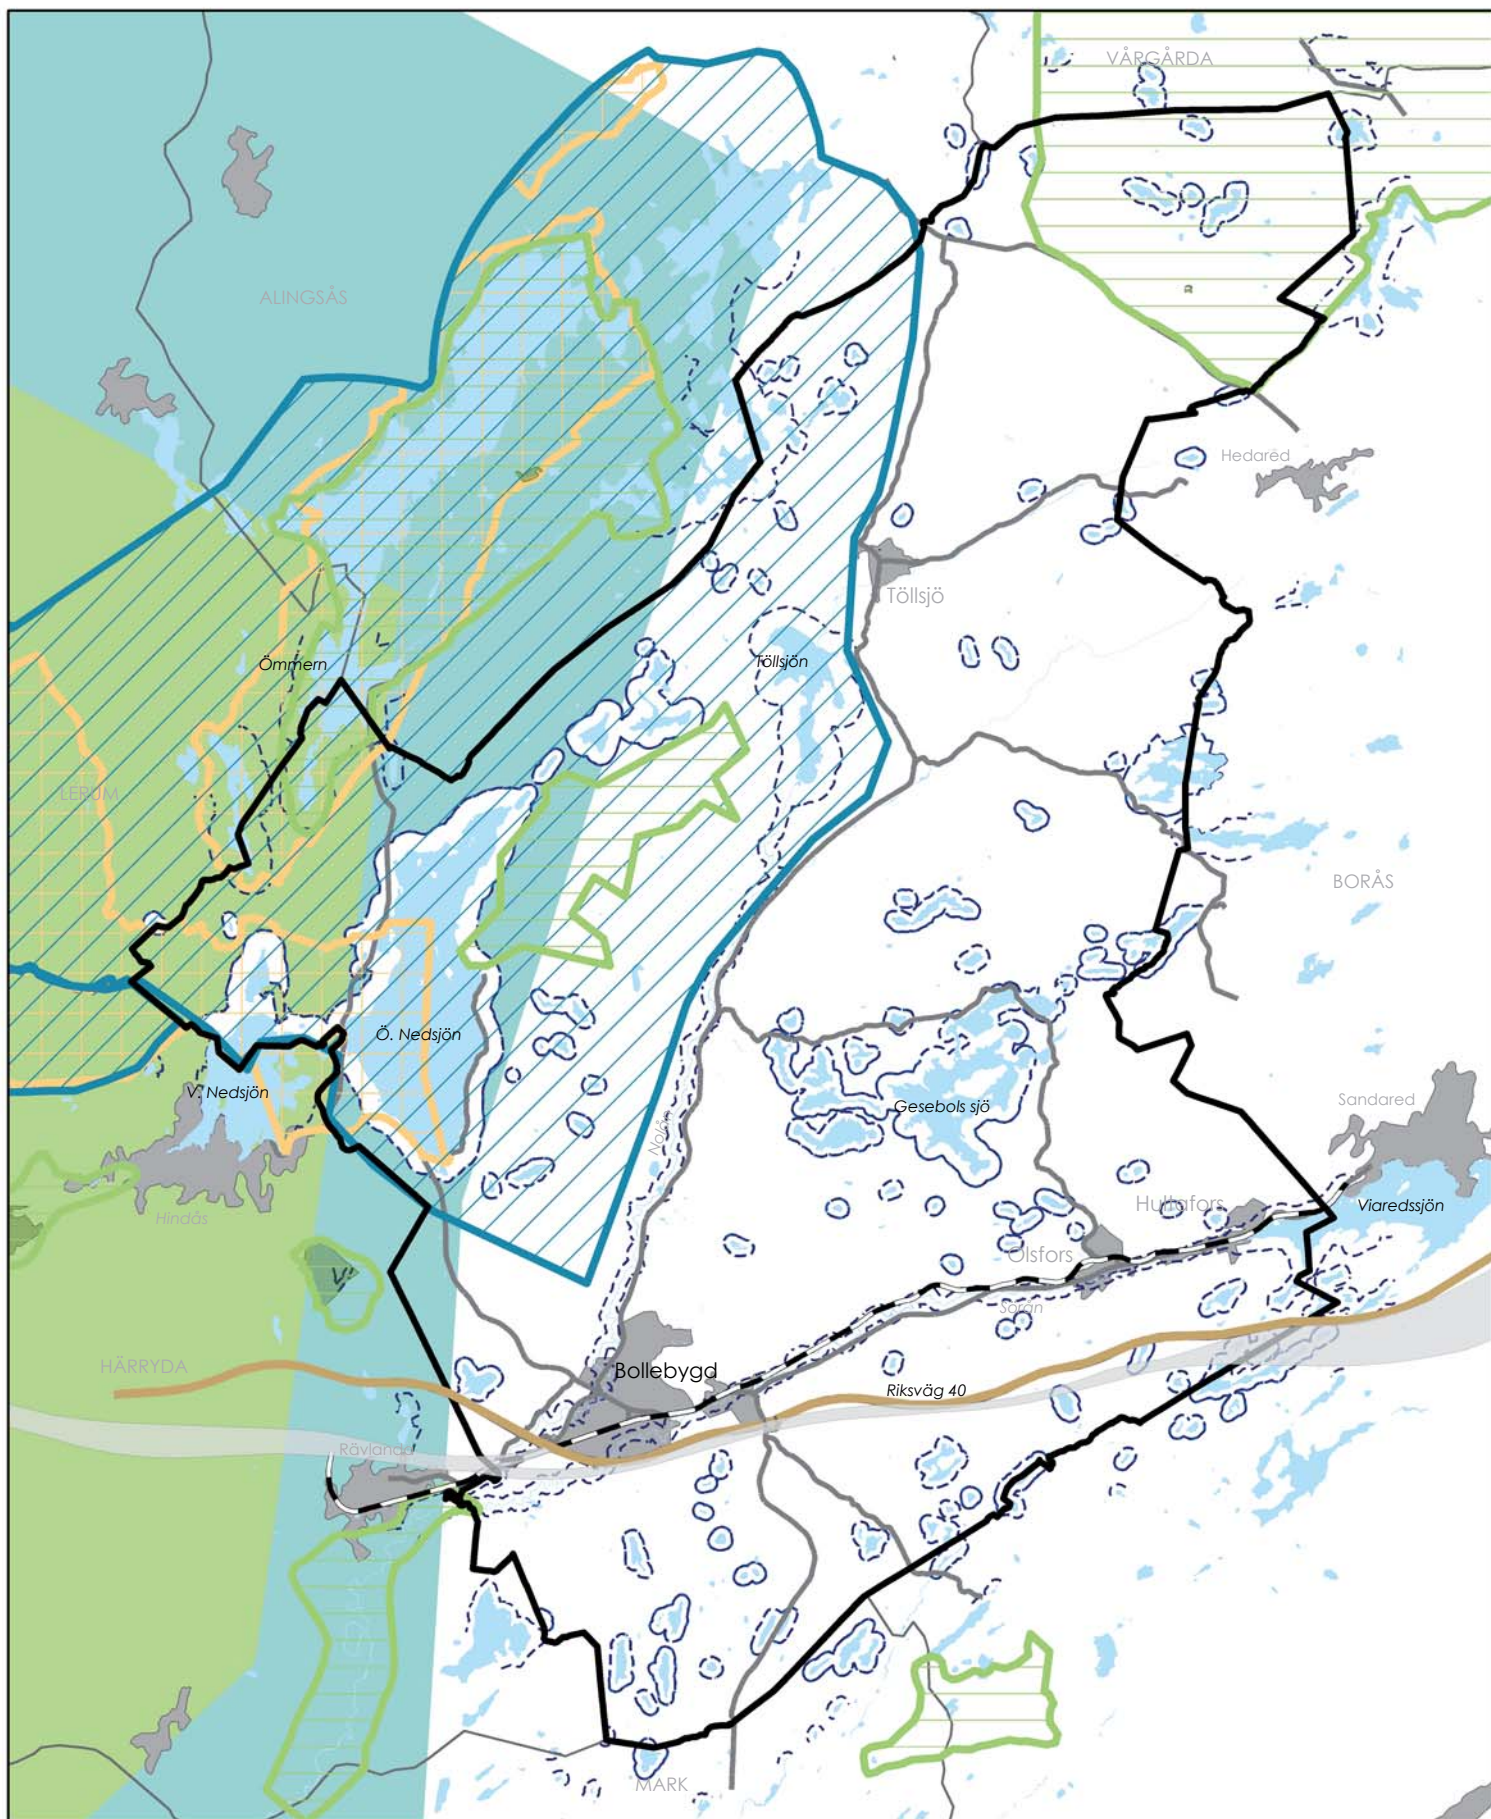 VÅRGÅRDA
ALINGSÅS
Hedared
Töllsjö
Ömmern
Töllsjön
LERUM
BORÅS
Ö. Nedsjön
V. Nedsjön
Gesebols sjö
Sandared
Nolån
Hultafors
Viaredssjön
Hindås
Olsfors
Sörån
HÄRRYDA
Bollebygd
Riksväg 40
Rävlanda
MARK